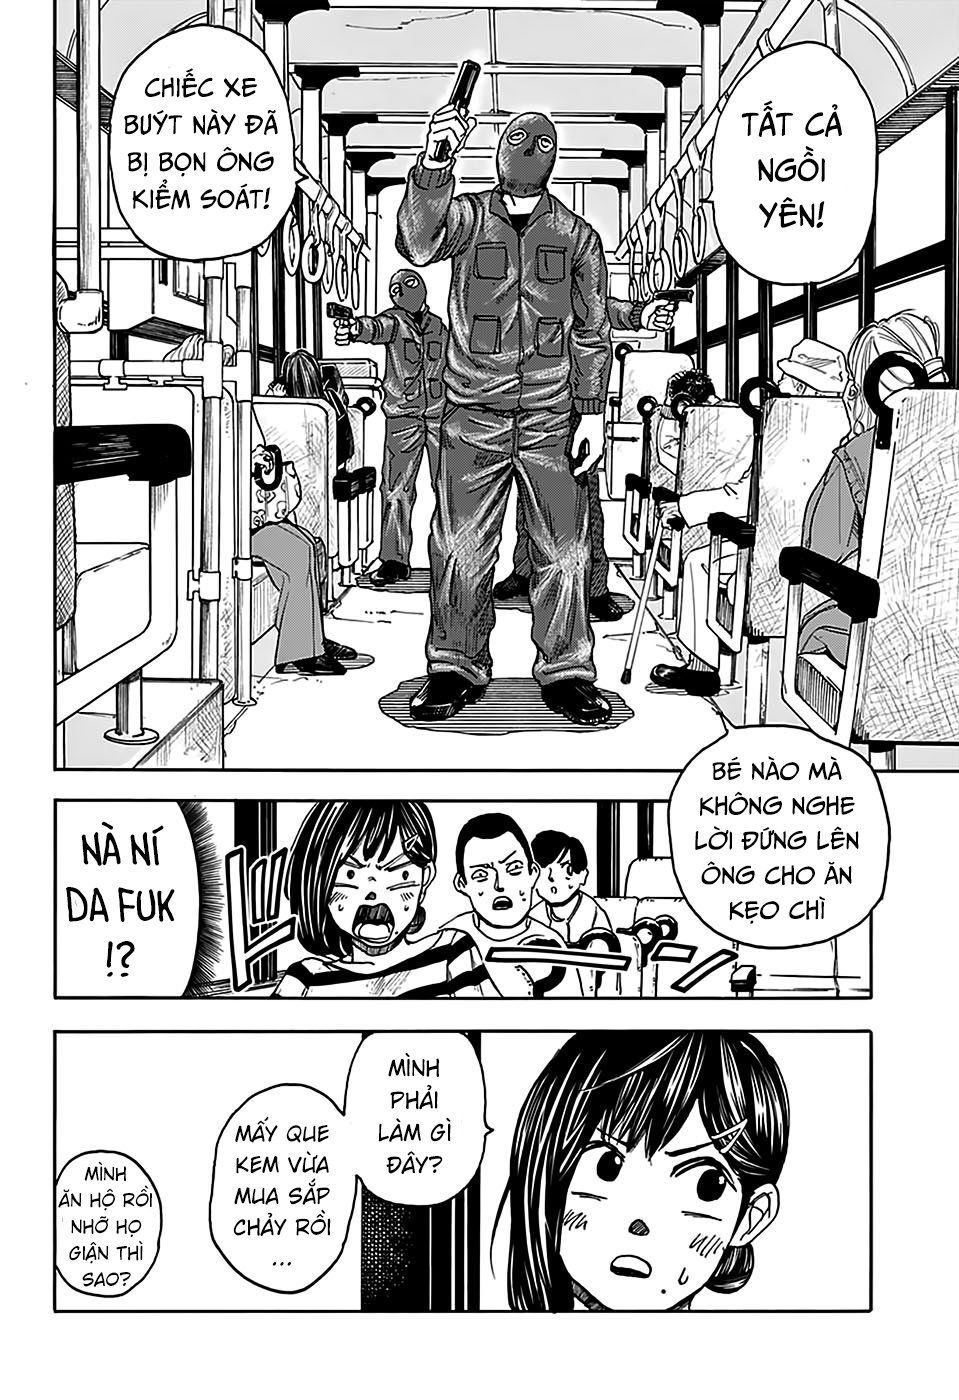 TẤT CẢ
NGỒI
YÊN!
CHIẾC XE
BUÝT NÀY ĐÃ
BỊ BỌN ÔNG
KIỂM SOÁT!
BÉ NÀO MÀ
KHÔNG NGHE
LỜI ĐỨNG LÊN
ÔNG CHO ĂN
KẸO CHÌ
NÀ NÍ
DA FUK
!?
MÌNH
PHẢI
LÀM GÌ
ĐÂY?
MẤY QUE
KEM VỪA
MUA SẮP
CHẢY RỒI
...
MÌNH
ĂN HỘ RỒI
NHỠ HỌ
GIẬN THÌ
SAO?